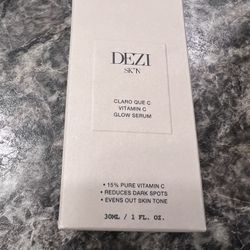 DEZI
SK*N
CLARO QUE C
VITAMIN C
GLOW SERUM
• 15% PURE VITAMIN C
• REDUCES DARK SPOTS
• EVENS OUT SKIN TONE
30ML / 1 FL. OZ.